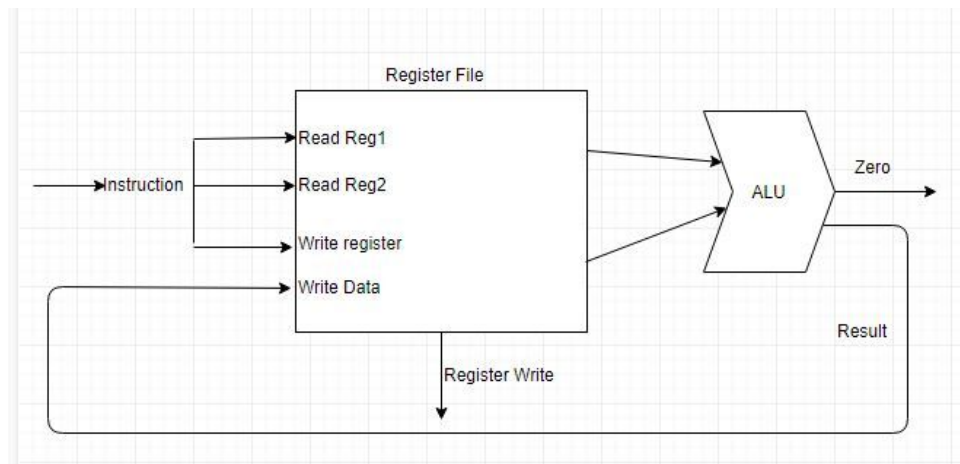 Register File
Read Reg1
Instruction
Read Reg2
Write register
Write Data
ALU
Zero
Result
Register Write